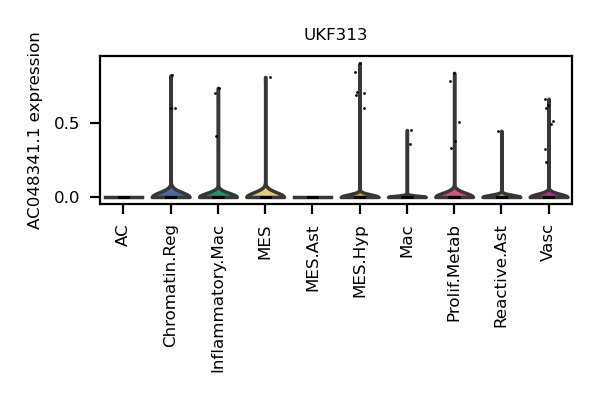 UKF313
AC048341.1 expression
0.5
0.0
AC
Chromatin.Reg
Inflammatory.Mac
MES
MES.Ast
MES.Hyp
Mac
Prolif.Metab
Reactive.Ast
Vasc